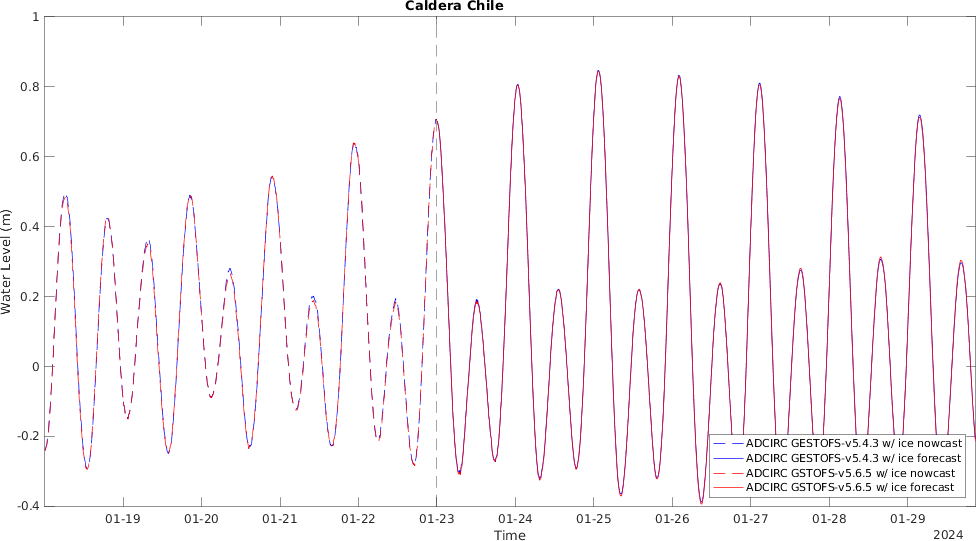 Caldera Chile
Water Level (m)
1
0.8
0.6
0.4
0.2
0
-0.2
-0.4
ADCIRC GESTOFS-v5.4.3 w/ ice nowcast
ADCIRC GESTOFS-v5.4.3 w/ ice forecast
ADCIRC GSTOFS-v5.6.5 w/ ice nowcast
ADCIRC GSTOFS-v5.6.5 w/ ice forecast
01-19 01-20 01-21 01-22 01-23 01-24 01-25 01-26 01-27 01-28 01-29
Time
2024